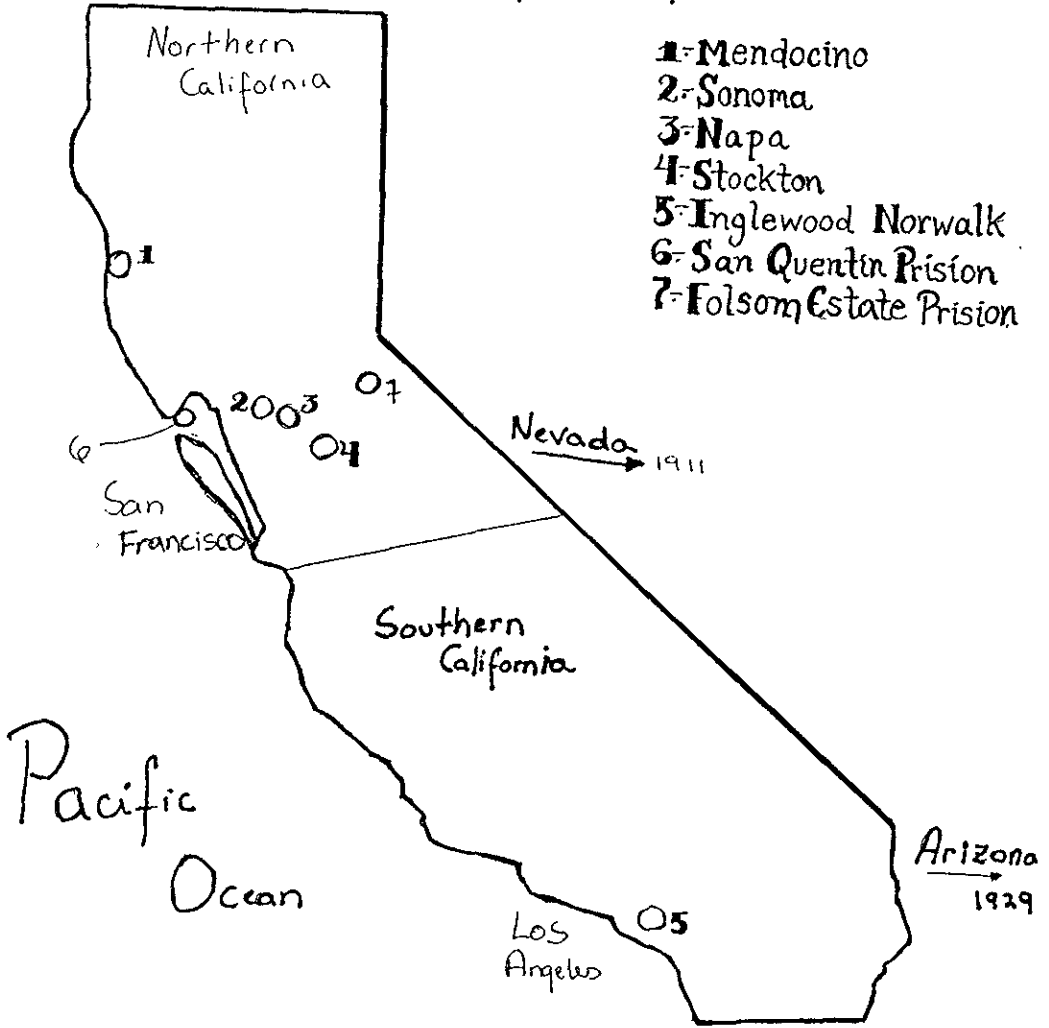 Northern
California
1-Mendocino
2-Sonoma
3-Napa
4-Stockton
5-Inglewood Norwalk
6-San Quentin Prision
7-Folsom Estate Prision
1
2
3
7
4
6
Nevada
1911
San
Francisco
Southern
California
Pacific
Ocean
Arizona
1929
5
Los
Angeles